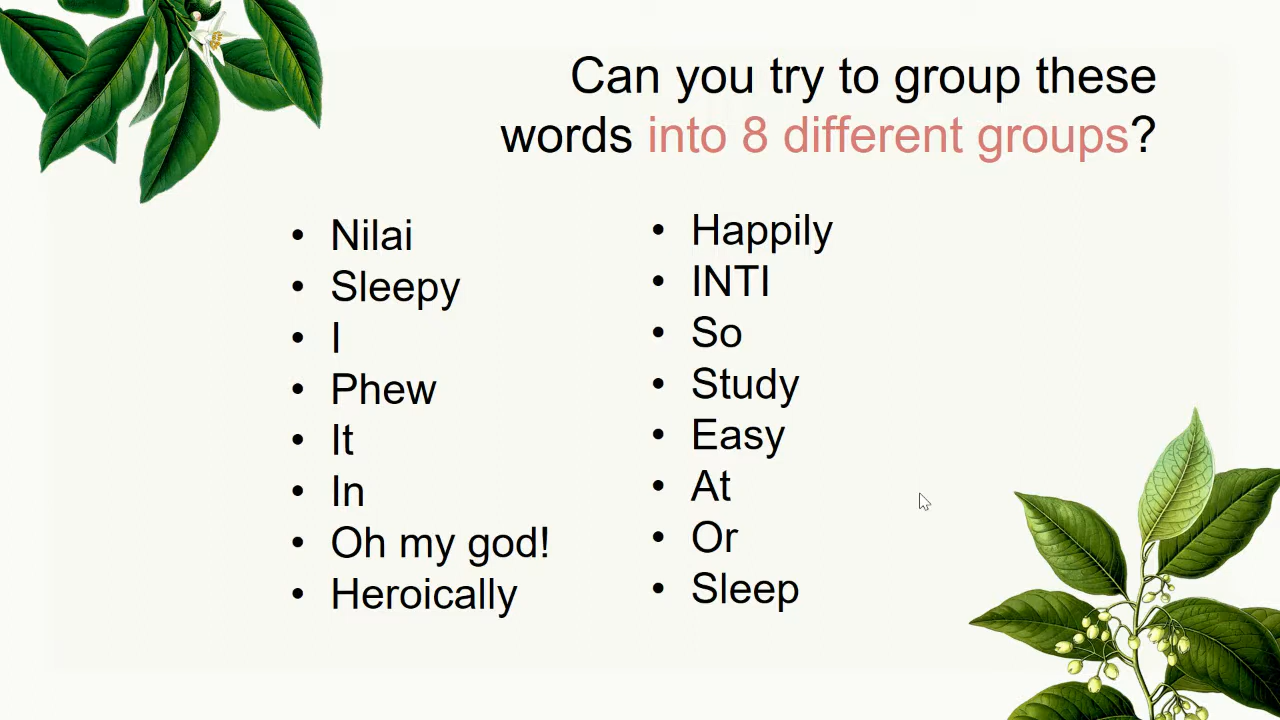 Can you try to group these
words into 8 different groups?
• Nilai
• Sleepy
• I
• Phew
• It
• In
• Oh my god!
• Heroically
• Happily
• INTI
• So
• Study
• Easy
• At
• Or
• Sleep